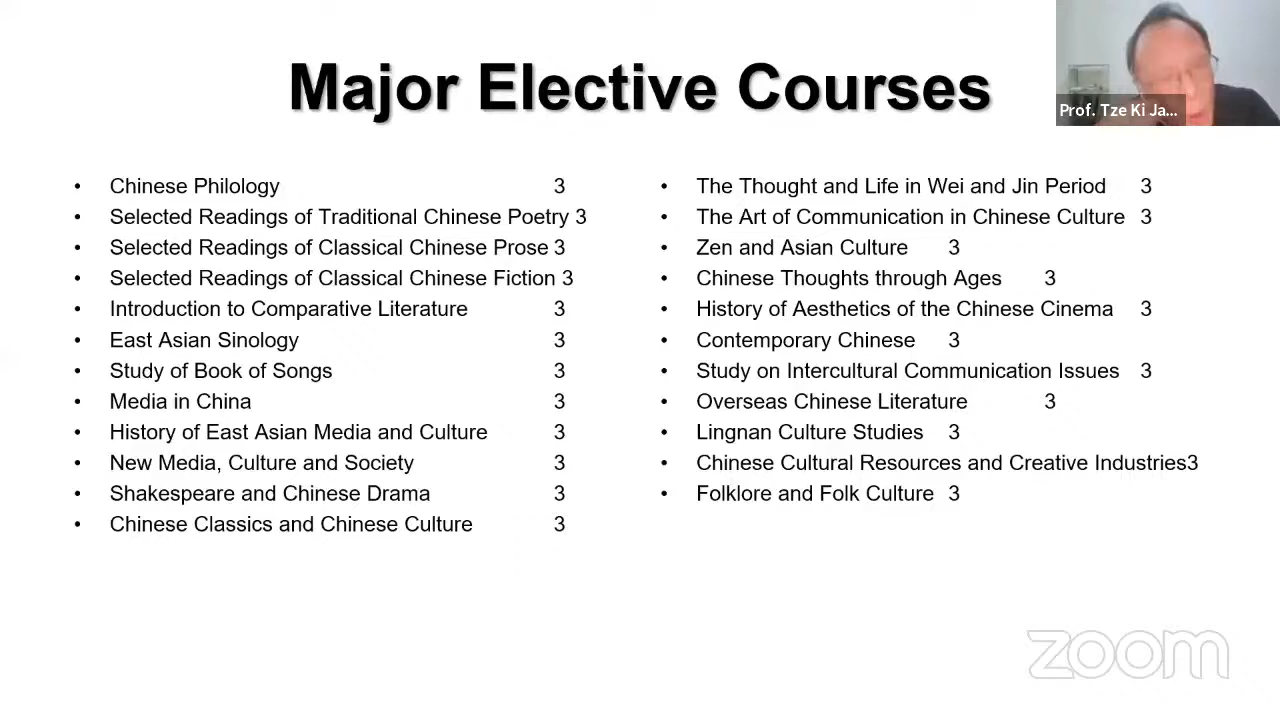 Major Elective Courses
Prof. Tze Ki Ja...
• Chinese Philology 3
• Selected Readings of Traditional Chinese Poetry 3
• Selected Readings of Classical Chinese Prose 3
• Selected Readings of Classical Chinese Fiction 3
• Introduction to Comparative Literature 3
• East Asian Sinology 3
• Study of Book of Songs 3
• Media in China 3
• History of East Asian Media and Culture 3
• New Media, Culture and Society 3
• Shakespeare and Chinese Drama 3
• Chinese Classics and Chinese Culture 3
• The Thought and Life in Wei and Jin Period 3
• The Art of Communication in Chinese Culture 3
• Zen and Asian Culture 3
• Chinese Thoughts through Ages 3
• History of Aesthetics of the Chinese Cinema 3
• Contemporary Chinese 3
• Study on Intercultural Communication Issues 3
• Overseas Chinese Literature 3
• Lingnan Culture Studies 3
• Chinese Cultural Resources and Creative Industries3
• Folklore and Folk Culture 3
zoom